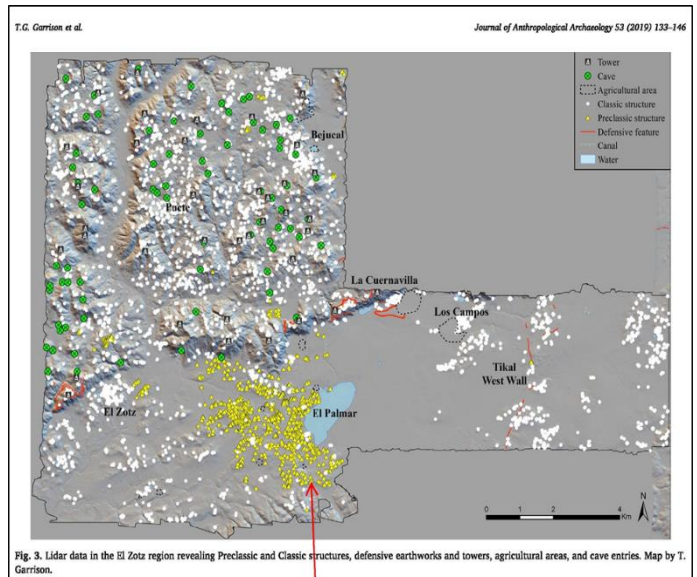 T.G. Garrison et al.
Journal of Anthropological Archaeology 53 (2019) 133–146
Tower
Cave
Agricultural area
Classic structure
Preclassic structure
Defensive feature
Canal
Water
Bejucal
Pucte
La Cuernavilla
Los Campos
Tikal
West Wall
El Zotz
El Palmar
0 1 2 4
Km
N
Fig. 3. Lidar data in the El Zotz region revealing Preclassic and Classic structures, defensive earthworks and towers, agricultural areas, and cave entries. Map by T.
Garrison.